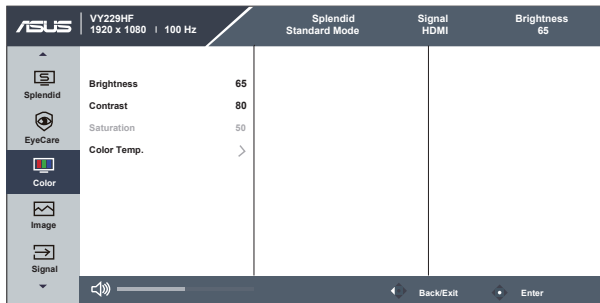 ASUS
VY229HF
1920 x 1080 | 100 Hz
Splendid
Standard Mode
Signal
HDMI
Brightness
65
Splendid
EyeCare
Color
Image
Signal
Brightness 65
Contrast 80
Saturation 50
Color Temp.
Back/Exit
Enter